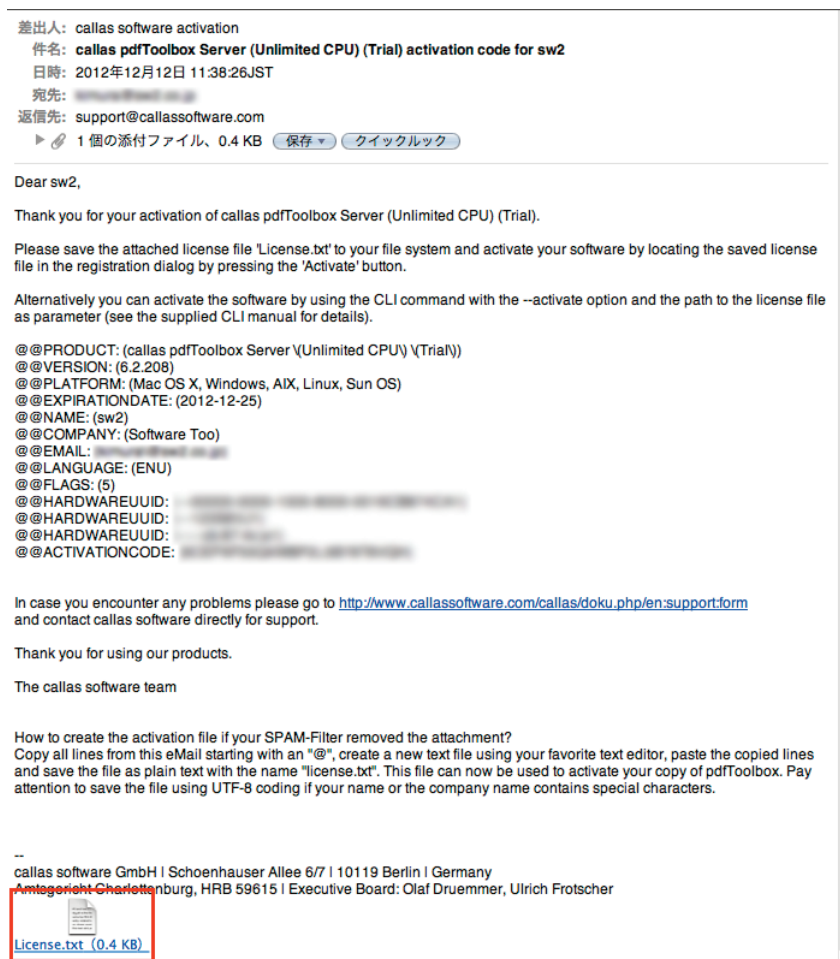 差出人: callas software activation
件名: callas pdfToolbox Server (Unlimited CPU) (Trial) activation code for sw2
日時: 2012年12月12日 11:38:26JST
宛先:
返信先: support@callassoftware.com
1 個の添付ファイル、0.4 KB 保存 クイックルック
Dear sw2,
Thank you for your activation of callas pdfToolbox Server (Unlimited CPU) (Trial).
Please save the attached license file 'License.txt' to your file system and activate your software by locating the saved license
file in the registration dialog by pressing the 'Activate' button.
Alternatively you can activate the software by using the CLI command with the --activate option and the path to the license file
as parameter (see the supplied CLI manual for details).
@@PRODUCT: (callas pdfToolbox Server \(Unlimited CPU\) \(Trial\))
@@VERSION: (6.2.208)
@@PLATFORM: (Mac OS X, Windows, AIX, Linux, Sun OS)
@@EXPIRATIONDATE: (2012-12-25)
@@NAME: (sw2)
@@COMPANY: (Software Too)
@@EMAIL:
@@LANGUAGE: (ENU)
@@FLAGS: (5)
@@HARDWAREUUID:
@@HARDWAREUUID:
@@HARDWAREUUID:
@@ACTIVATIONCODE:
In case you encounter any problems please go to http://www.callassoftware.com/callas/doku.php/en:support:form
and contact callas software directly for support.
Thank you for using our products.
The callas software team
How to create the activation file if your SPAM-Filter removed the attachment?
Copy all lines from this eMail starting with an "@", create a new text file using your favorite text editor, paste the copied lines
and save the file as plain text with the name "license.txt". This file can now be used to activate your copy of pdfToolbox. Pay
attention to save the file using UTF-8 coding if your name or the company name contains special characters.
--
callas software GmbH | Schoenhauser Allee 6/7 | 10119 Berlin | Germany
Amtsgericht Charlottenburg, HRB 59615 | Executive Board: Olaf Druemmer, Ulrich Frotscher
License.txt (0.4 KB)